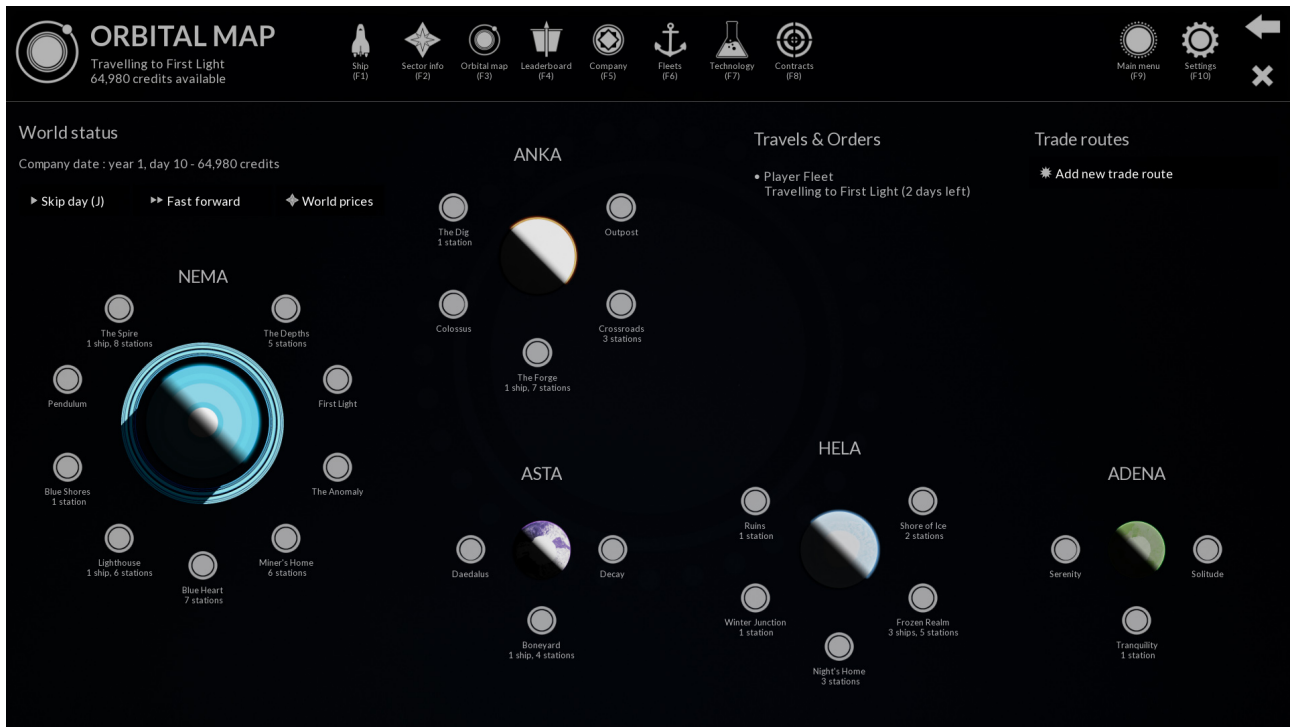 ORBITAL MAP
Travelling to First Light
64,980 credits available
Ship
(F1)
Sector info
(F2)
Orbital map
(F3)
Leaderboard
(F4)
Company
(F5)
Fleets
(F6)
Technology
(F7)
Contracts
(F8)
Main menu
(F9)
Settings
(F10)
World status
Company date : year 1, day 10 - 64,980 credits
Skip day (J)
Fast forward
World prices
Travels & Orders
• Player Fleet
Travelling to First Light (2 days left)
Trade routes
Add new trade route
ANKA
The Dig
1 station
Outpost
Colossus
Crossroads
3 stations
The Forge
1 ship, 7 stations
NEMA
The Spire
1 ship, 8 stations
The Depths
5 stations
Pendulum
First Light
Blue Shores
1 station
The Anomaly
Lighthouse
1 ship, 6 stations
Miner's Home
6 stations
Blue Heart
7 stations
ASTA
Daedalus
Decay
Boneyard
1 ship, 4 stations
HELA
Ruins
1 station
Shore of Ice
2 stations
Winter Junction
1 station
Frozen Realm
3 ships, 5 stations
Night's Home
3 stations
ADENA
Serenity
Solitude
Tranquility
1 station